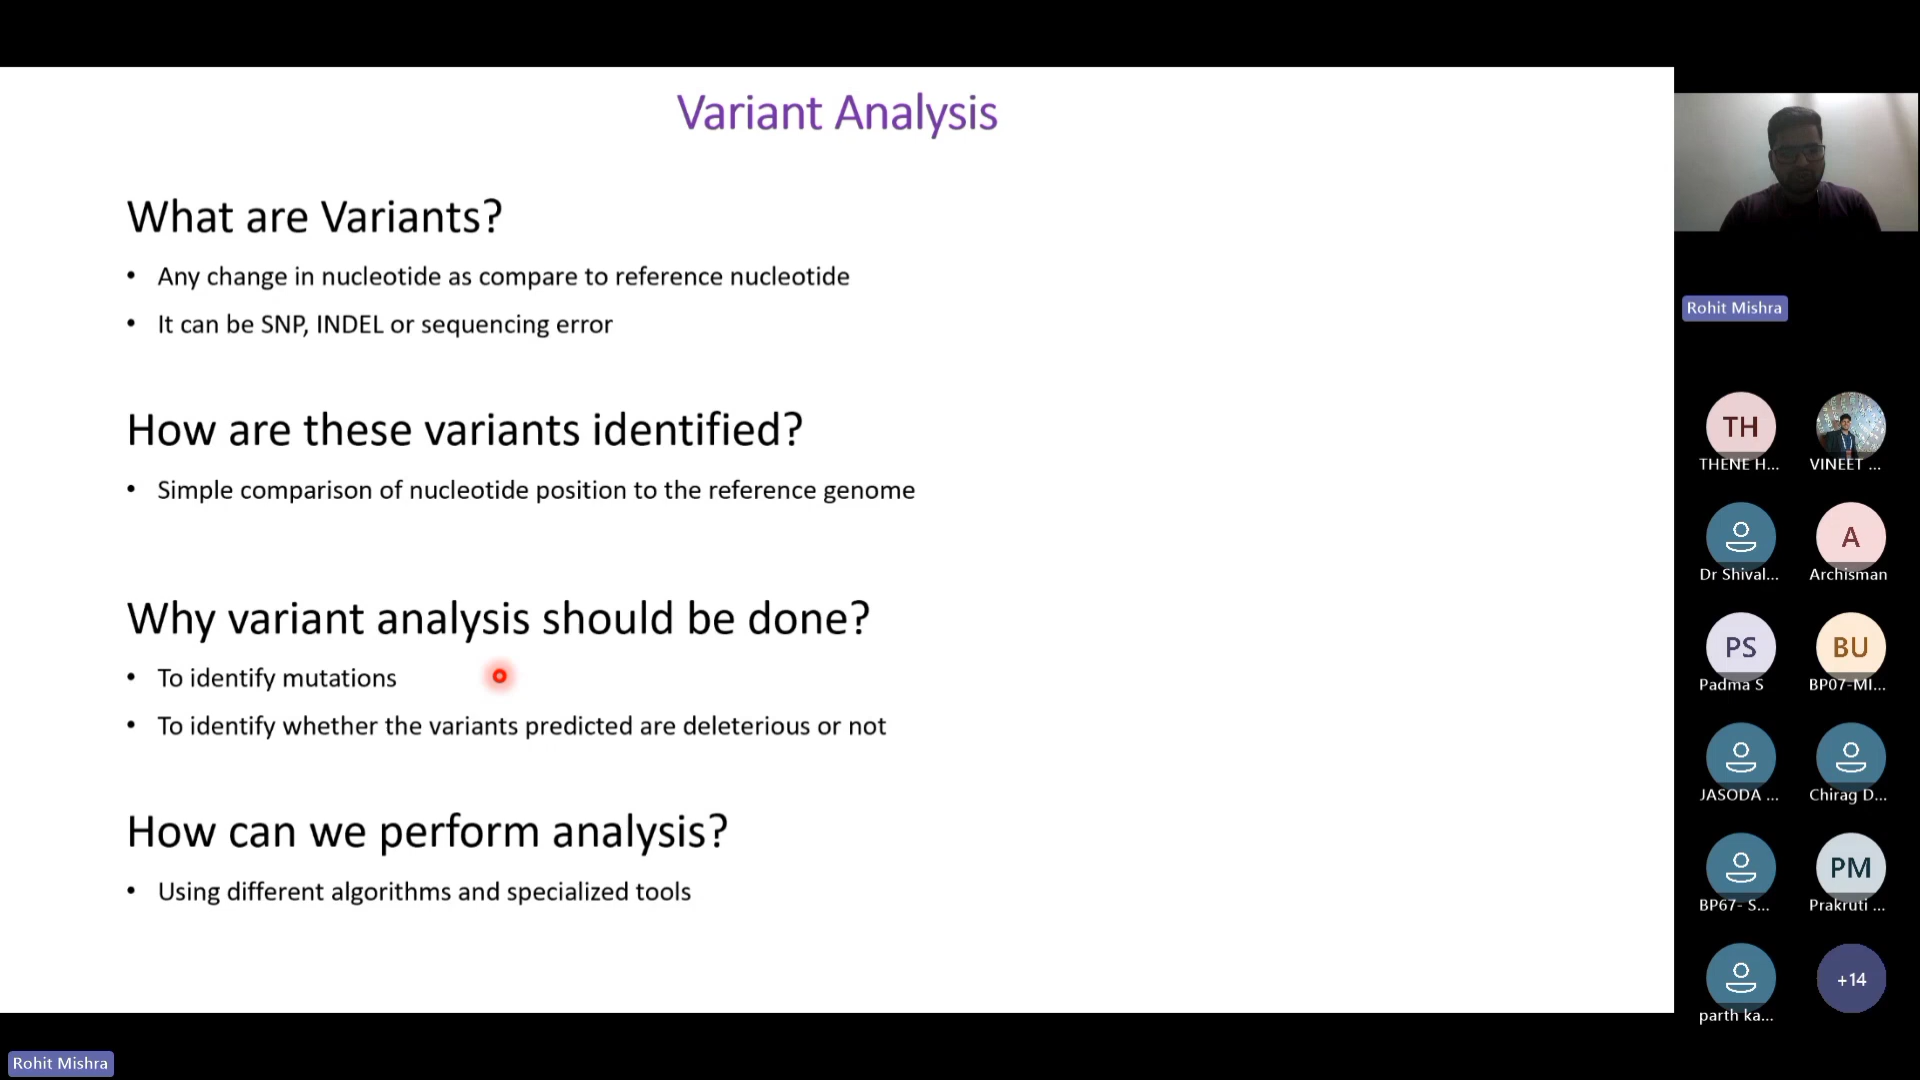 Variant Analysis
What are Variants?
• Any change in nucleotide as compare to reference nucleotide
• It can be SNP, INDEL or sequencing error
How are these variants identified?
• Simple comparison of nucleotide position to the reference genome
Why variant analysis should be done?
• To identify mutations
• To identify whether the variants predicted are deleterious or not
How can we perform analysis?
• Using different algorithms and specialized tools
Rohit Mishra
TH
THENE H...
VINEET ...
Dr Shival...
A
Archisman
PS
Padma S
BU
BP07-MI...
JASODA ...
Chirag D...
BP67- S...
PM
Prakruti ...
parth ka...
+14
Rohit Mishra